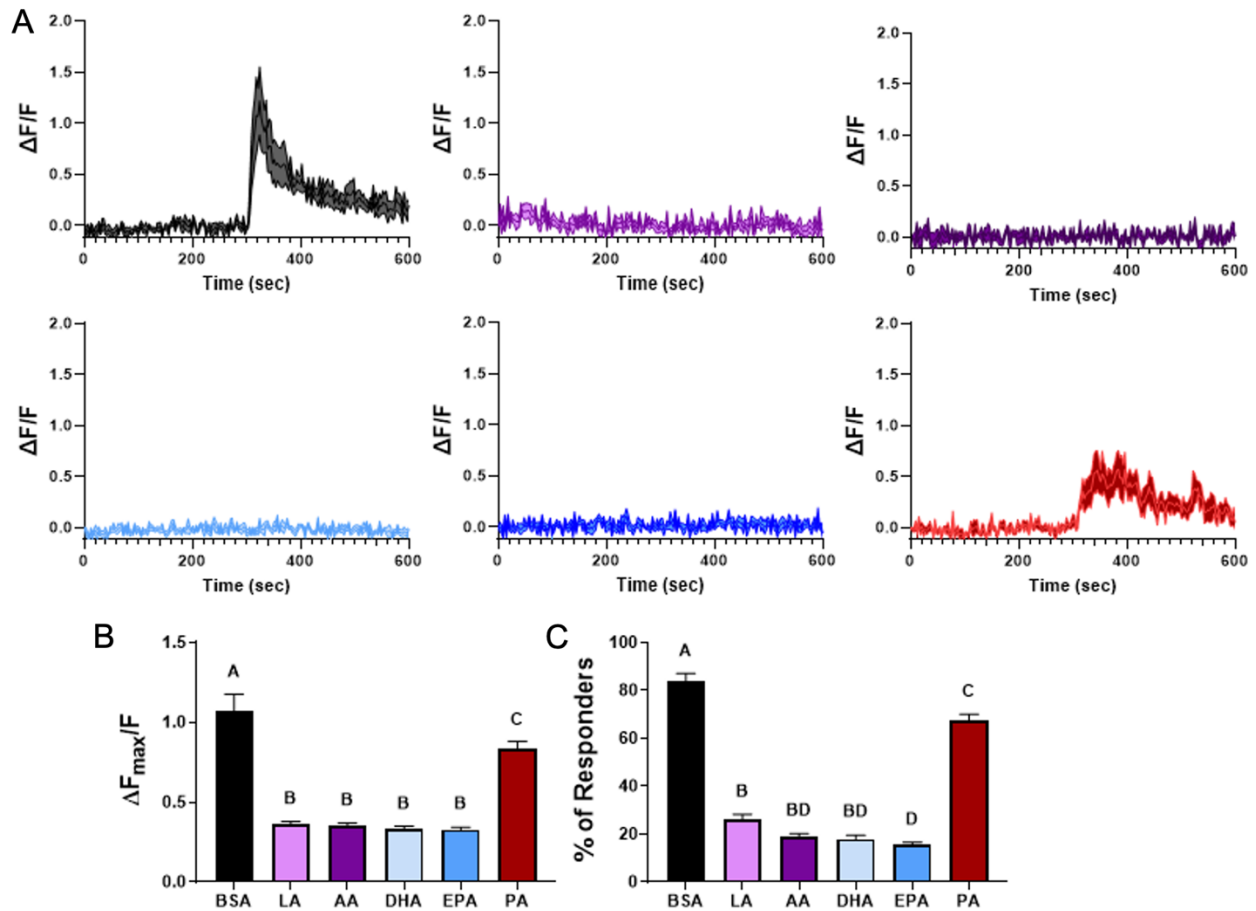 A
2.0
1.5
1.0
0.5
0.0
ΔF/F
0 200 400 600
Time (sec)
2.0
1.5
1.0
0.5
0.0
ΔF/F
0 200 400 600
Time (sec)
2.0
1.5
1.0
0.5
0.0
ΔF/F
0 200 400 600
Time (sec)
2.0
1.5
1.0
0.5
0.0
ΔF/F
0 200 400 600
Time (sec)
2.0
1.5
1.0
0.5
0.0
ΔF/F
0 200 400 600
Time (sec)
2.0
1.5
1.0
0.5
0.0
ΔF/F
0 200 400 600
Time (sec)
B
1.5
1.0
0.5
0.0
ΔFmax/F
A B B B B C
BSA LA AA DHA EPA PA
C
100
80
60
40
20
0
% of Responders
A B BD BD D C
BSA LA AA DHA EPA PA